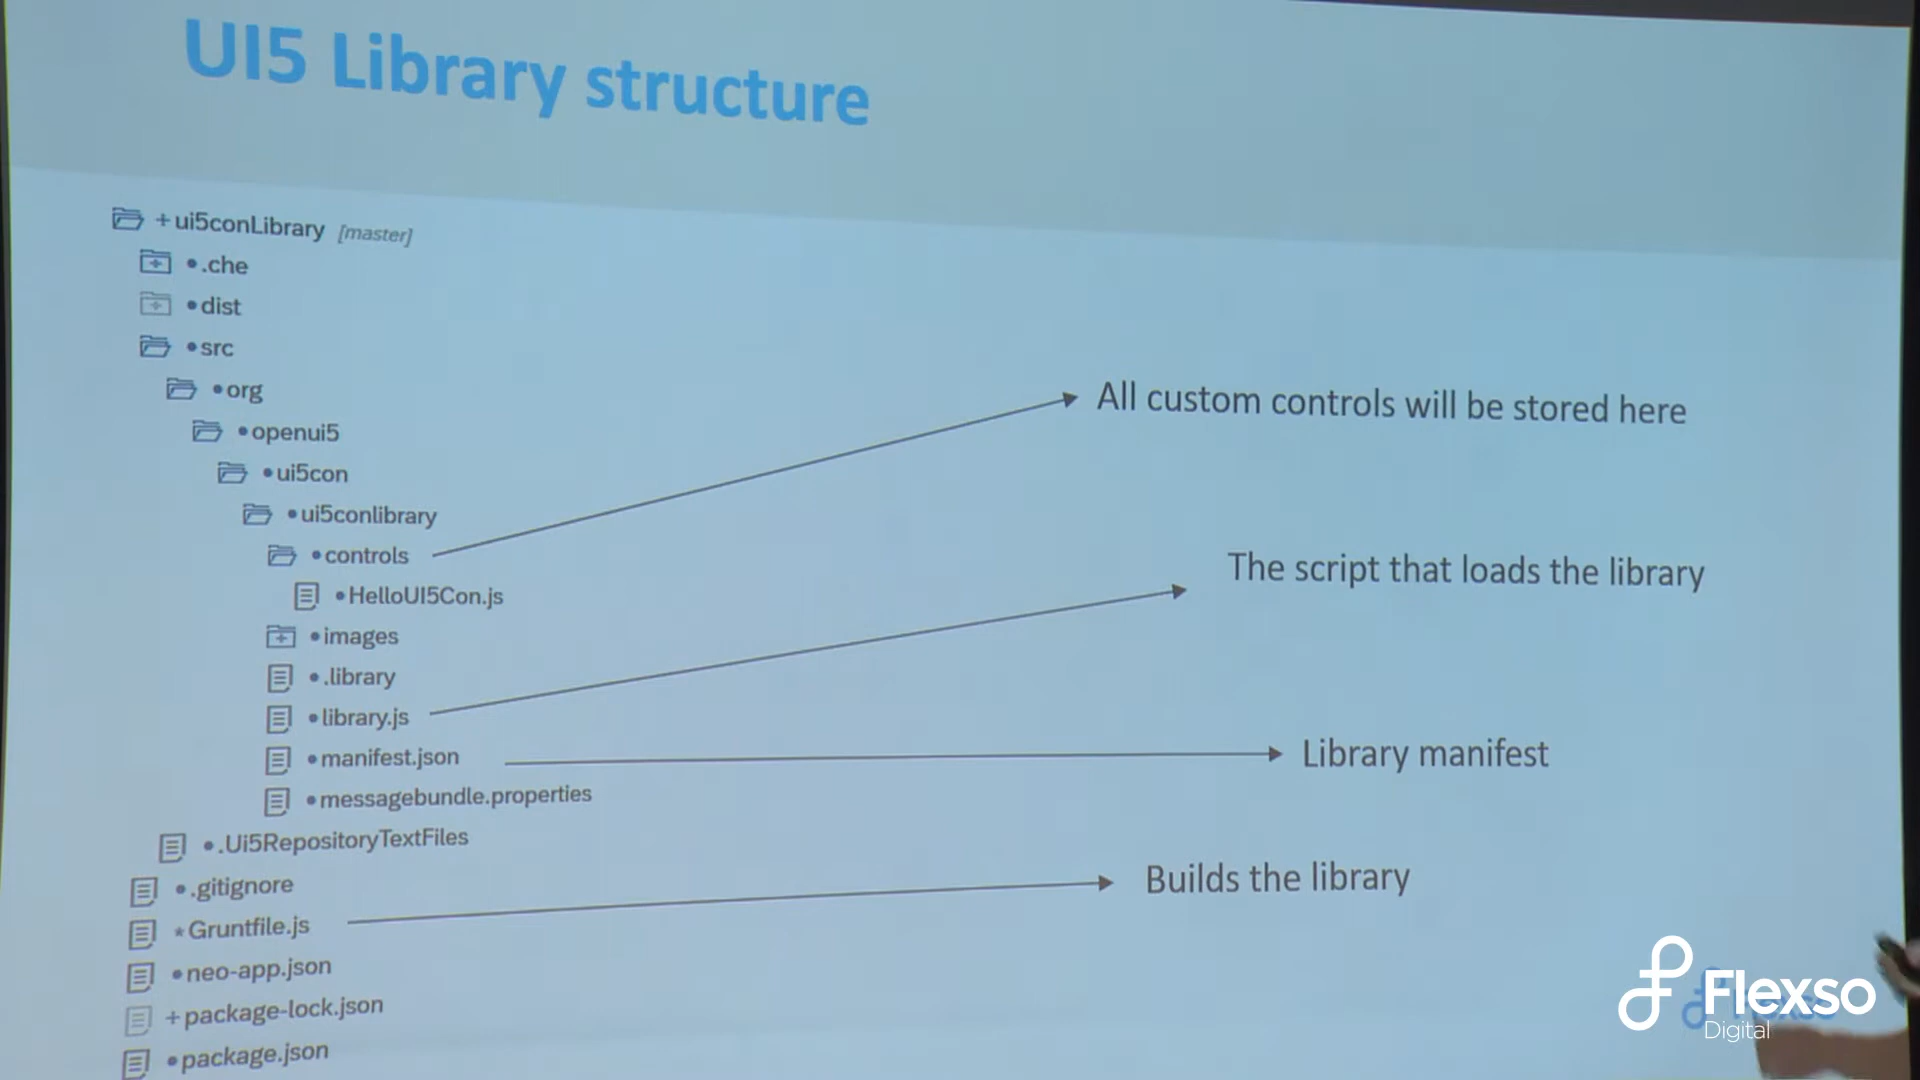 UI5 Library structure
+ ui5conLibrary [master]
• .che
• dist
• src
• org
• openui5
• ui5con
• ui5conlibrary
• controls
• HelloUI5Con.js
• images
• .library
• library.js
• manifest.json
• messagebundle.properties
• .Ui5RepositoryTextFiles
• .gitignore
* Gruntfile.js
• neo-app.json
+ package-lock.json
• package.json
All custom controls will be stored here
The script that loads the library
Library manifest
Builds the library
Flexso
Digital